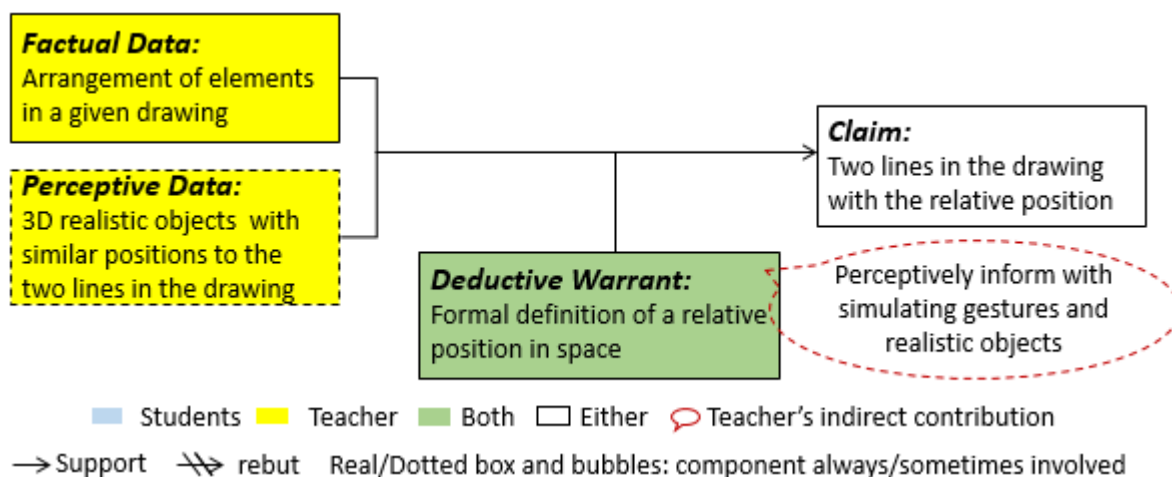 Factual Data:
Arrangement of elements
in a given drawing
Perceptive Data:
3D realistic objects with
similar positions to the
two lines in the drawing
Claim:
Two lines in the drawing
with the relative position
Deductive Warrant:
Formal definition of a relative
position in space
Perceptively inform with
simulating gestures and
realistic objects
Students Teacher Both Either Teacher’s indirect contribution
Support rebut Real/Dotted box and bubbles: component always/sometimes involved